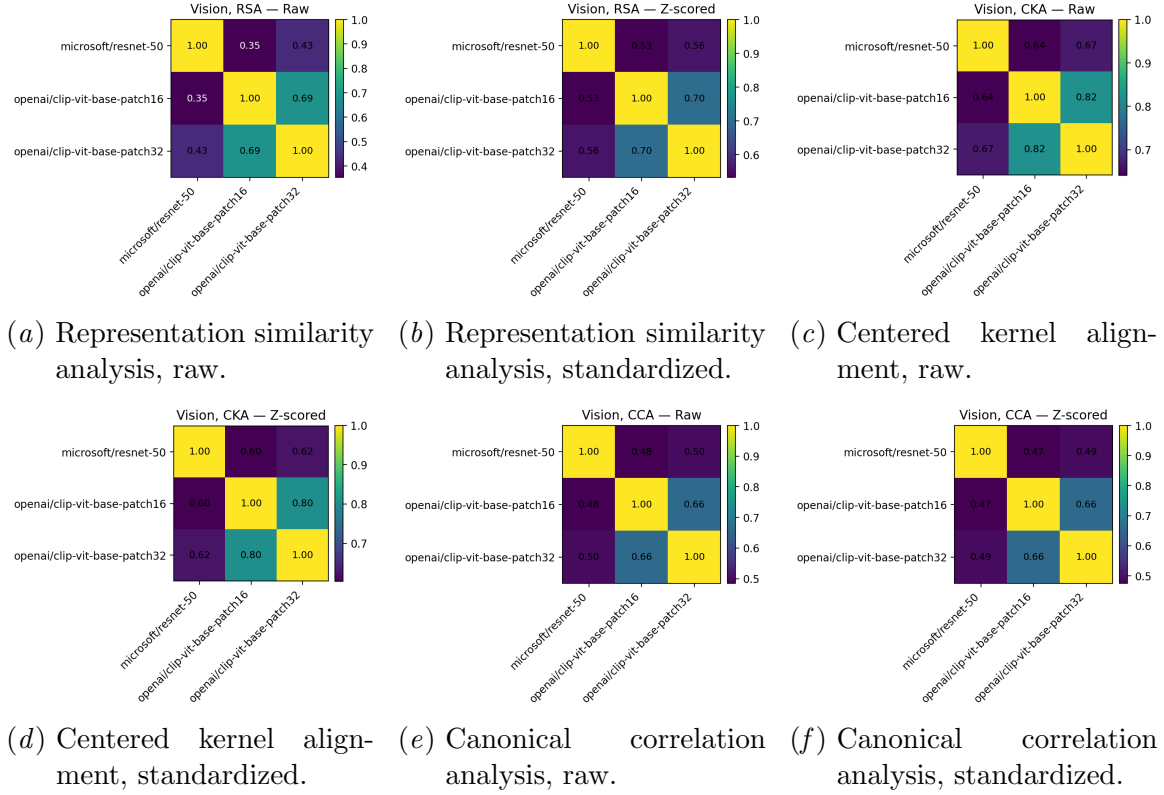 Vision, RSA — Raw
microsoft/resnet-50
openai/clip-vit-base-patch16
openai/clip-vit-base-patch32
1.00 0.35 0.43
0.35 1.00 0.69
0.43 0.69 1.00
microsoft/resnet-50
openai/clip-vit-base-patch16
openai/clip-vit-base-patch32
1.0
0.9
0.8
0.7
0.6
0.5
0.4
(a) Representation similarity
analysis, raw.
Vision, RSA — Z-scored
microsoft/resnet-50
openai/clip-vit-base-patch16
openai/clip-vit-base-patch32
1.00 0.53 0.56
0.53 1.00 0.70
0.56 0.70 1.00
microsoft/resnet-50
openai/clip-vit-base-patch16
openai/clip-vit-base-patch32
1.0
0.9
0.8
0.7
0.6
(b) Representation similarity
analysis, standardized.
Vision, CKA — Raw
microsoft/resnet-50
openai/clip-vit-base-patch16
openai/clip-vit-base-patch32
1.00 0.64 0.67
0.64 1.00 0.82
0.67 0.82 1.00
microsoft/resnet-50
openai/clip-vit-base-patch16
openai/clip-vit-base-patch32
1.0
0.9
0.8
0.7
(c) Centered kernel align-
ment, raw.
Vision, CKA — Z-scored
microsoft/resnet-50
openai/clip-vit-base-patch16
openai/clip-vit-base-patch32
1.00 0.60 0.62
0.60 1.00 0.80
0.62 0.80 1.00
microsoft/resnet-50
openai/clip-vit-base-patch16
openai/clip-vit-base-patch32
1.0
0.9
0.8
0.7
(d) Centered kernel align-
ment, standardized.
Vision, CCA — Raw
microsoft/resnet-50
openai/clip-vit-base-patch16
openai/clip-vit-base-patch32
1.00 0.48 0.50
0.48 1.00 0.66
0.50 0.66 1.00
microsoft/resnet-50
openai/clip-vit-base-patch16
openai/clip-vit-base-patch32
1.0
0.9
0.8
0.7
0.6
0.5
(e) Canonical correlation
analysis, raw.
Vision, CCA — Z-scored
microsoft/resnet-50
openai/clip-vit-base-patch16
openai/clip-vit-base-patch32
1.00 0.47 0.49
0.47 1.00 0.66
0.49 0.66 1.00
microsoft/resnet-50
openai/clip-vit-base-patch16
openai/clip-vit-base-patch32
1.0
0.9
0.8
0.7
0.6
0.5
(f) Canonical correlation
analysis, standardized.